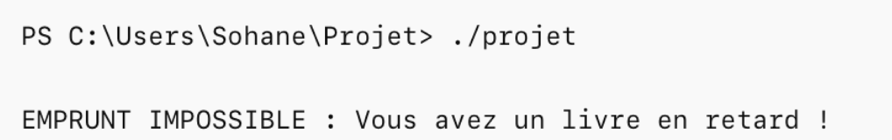 PS C:\Users\Sohane\Projet> ./projet
EMPRUNT IMPOSSIBLE : Vous avez un livre en retard !